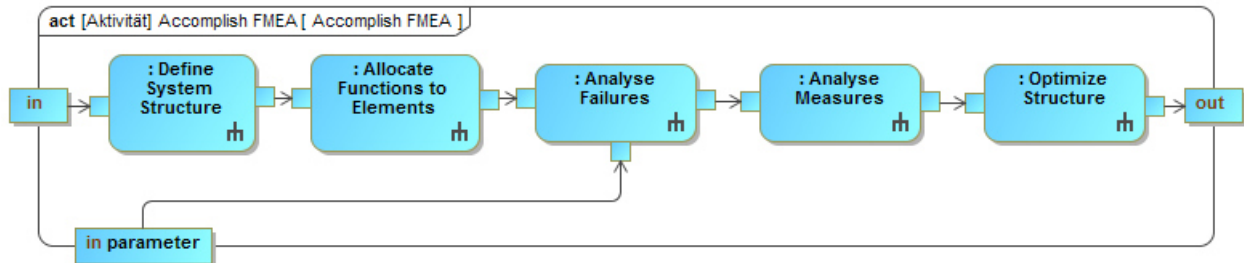 act [Aktivität] Accomplish FMEA [ Accomplish FMEA ]
in
: Define
System
Structure
: Allocate
Functions to
Elements
: Analyse
Failures
: Analyse
Measures
: Optimize
Structure
out
in parameter